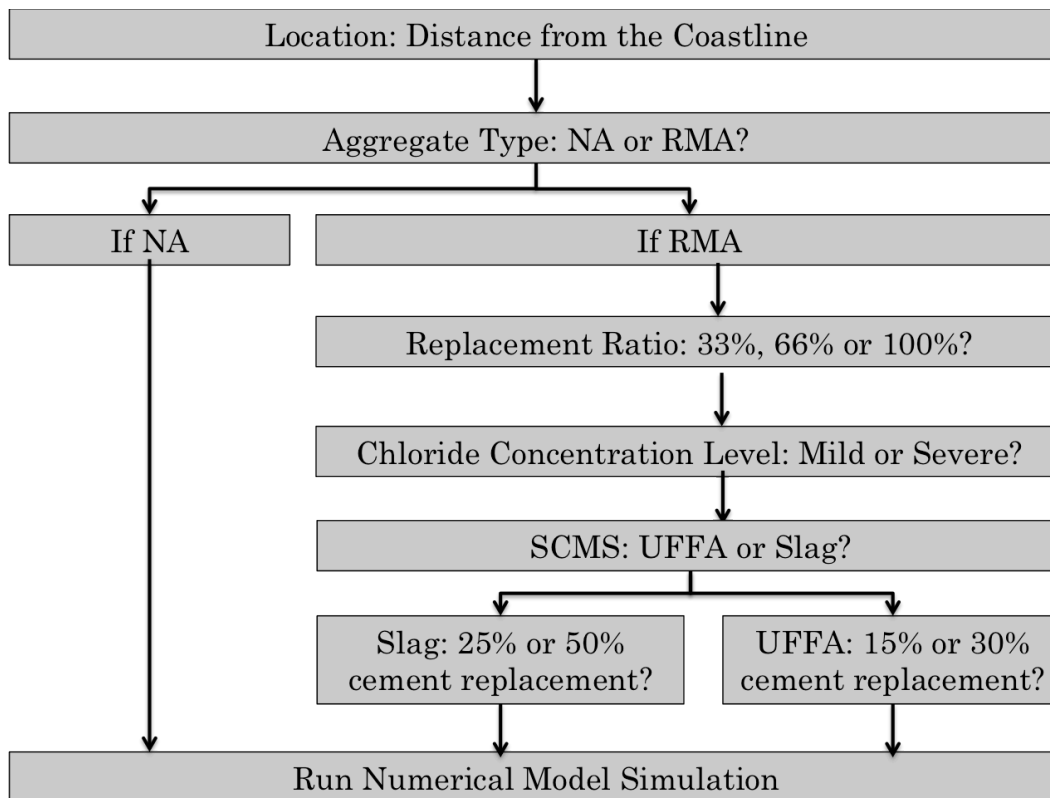 Location: Distance from the Coastline
Aggregate Type: NA or RMA?
If NA
If RMA
Replacement Ratio: 33%, 66% or 100%?
Chloride Concentration Level: Mild or Severe?
SCMS: UFFA or Slag?
Slag: 25% or 50%
cement replacement?
UFFA: 15% or 30%
cement replacement?
Run Numerical Model Simulation